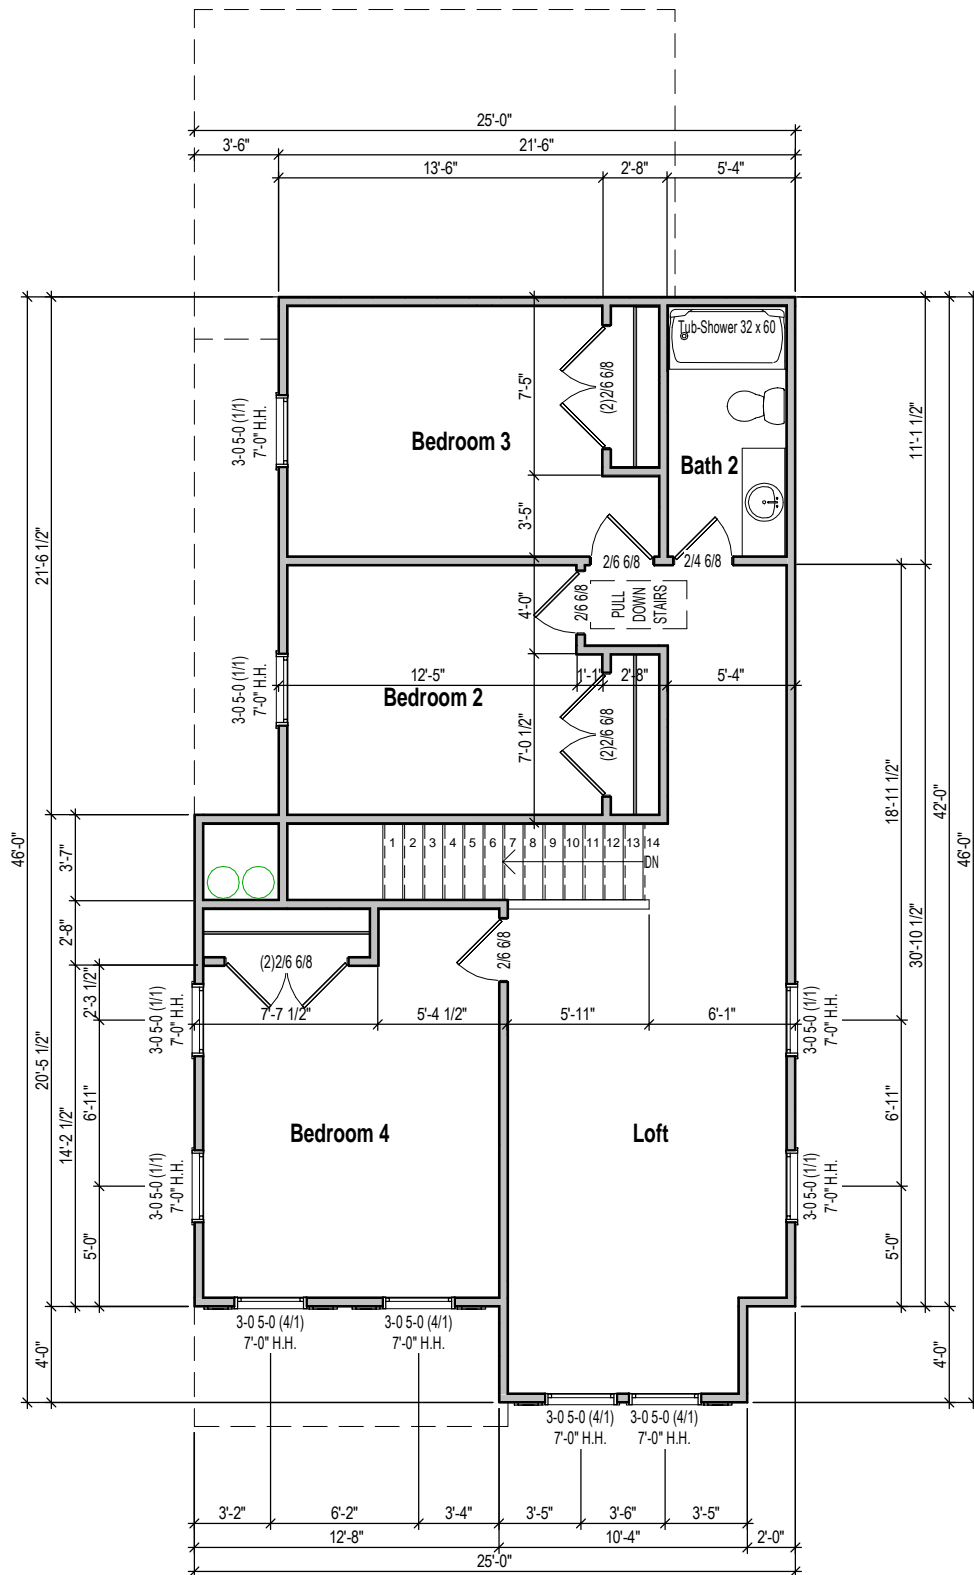 25'-0"
3'-6"
21'-6"
13'-6"
2'-8"
5'-4"
Tub-Shower 32 x 60
7'-5"
(2)2/6 6/8
3-0 5-0 (1/1)
7'-0" H.H.
Bedroom 3
Bath 2
11'-1 1/2"
3'-5"
21'-6 1/2"
2/6 6/8
2/4 6/8
4'-0"
2/6 6/8
PULL
DOWN
STAIRS
3-0 5-0 (1/1)
7'-0" H.H.
12'-5"
1'-1"
2'-8"
5'-4"
Bedroom 2
7'-0 1/2"
(2)2/6 6/8
18'-11 1/2"
42'-0"
46'-0"
46'-0"
3'-7"
1 2 3 4 5 6 7 8 9 10 11 12 13 14
DN
2'-8"
(2)2/6 6/8
2/6 6/8
30'-10 1/2"
2'-3 1/2"
3-0 5-0 (1/1)
7'-0" H.H.
7'-7 1/2"
5'-4 1/2"
5'-11"
6'-1"
3-0 5-0 (1/1)
7'-0" H.H.
20'-5 1/2"
14'-2 1/2"
6'-11"
6'-11"
Bedroom 4
Loft
3-0 5-0 (1/1)
7'-0" H.H.
3-0 5-0 (1/1)
7'-0" H.H.
5'-0"
5'-0"
3-0 5-0 (4/1)
7'-0" H.H.
3-0 5-0 (4/1)
7'-0" H.H.
4'-0"
4'-0"
3-0 5-0 (4/1)
7'-0" H.H.
3-0 5-0 (4/1)
7'-0" H.H.
3'-2"
6'-2"
3'-4"
3'-5"
3'-6"
3'-5"
12'-8"
10'-4"
2'-0"
25'-0"